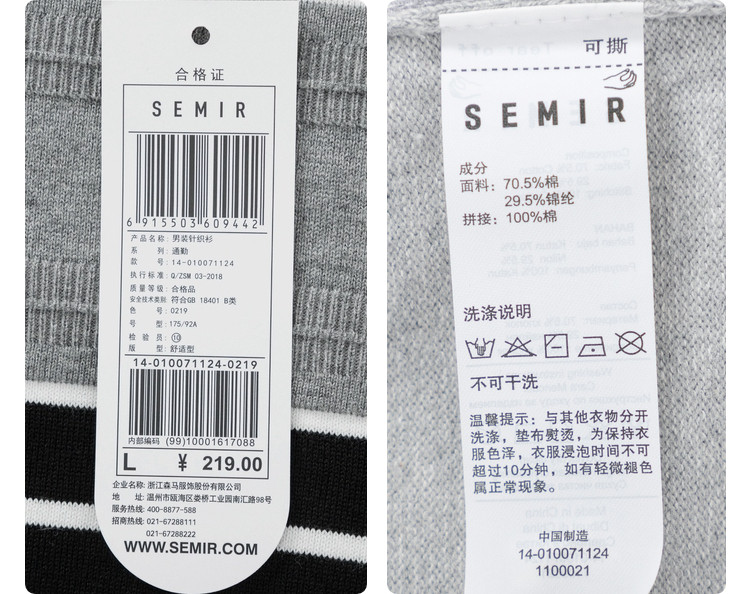 合格证
SEMIR
6 915503 609442
产品名称: 男装针织衫
系 列: 通勤
款 号: 14-010071124
执行标准: Q/ZSM 03-2018
质量等级: 合格品
安全技术类别: 符合GB 18401 B类
色 号: 0219
号 型: 175/92A
检 验 员: ⑩
版 型: 舒适型
14-010071124-0219
内部编码 (99)10001617088
L ¥ 219.00
企业名称: 浙江森马服饰股份有限公司
地 址: 温州市瓯海区娄桥工业园南汇路98号
服务热线: 400-8877-588
招商热线: 021-67288111
021-67288222
WWW.SEMIR.COM
可撕
SEMIR
成分
面料: 70.5%棉
29.5%锦纶
拼接: 100%棉
洗涤说明
不可干洗
温馨提示: 与其他衣物分开
洗涤, 垫布熨烫, 为保持衣
服色泽, 衣服浸泡时间不可
超过10分钟, 如有轻微褪色
属正常现象。
中国制造
14-010071124
1100021